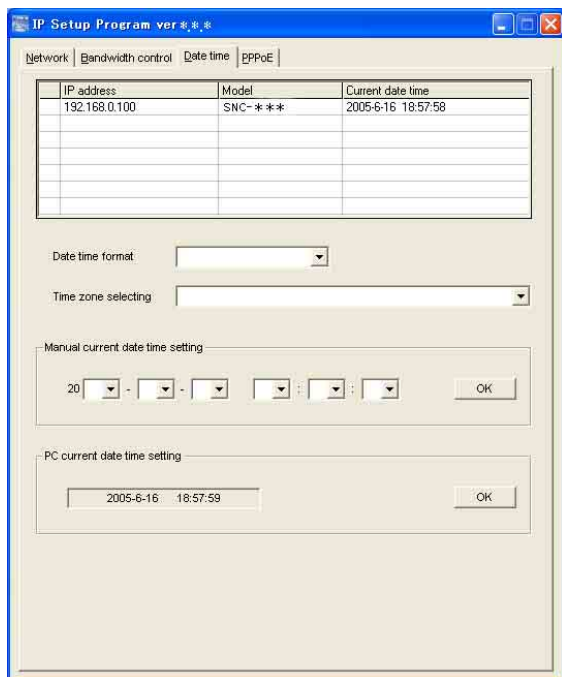 IP Setup Program ver*.*.*
Network Bandwidth control Date time PPPoE
IP address Model Current date time
192.168.0.100 SNC-*** 2005-6-16 18:57:58
Date time format
Time zone selecting
Manual current date time setting
20 - - : : OK
PC current date time setting
2005-6-16 18:57:59 OK